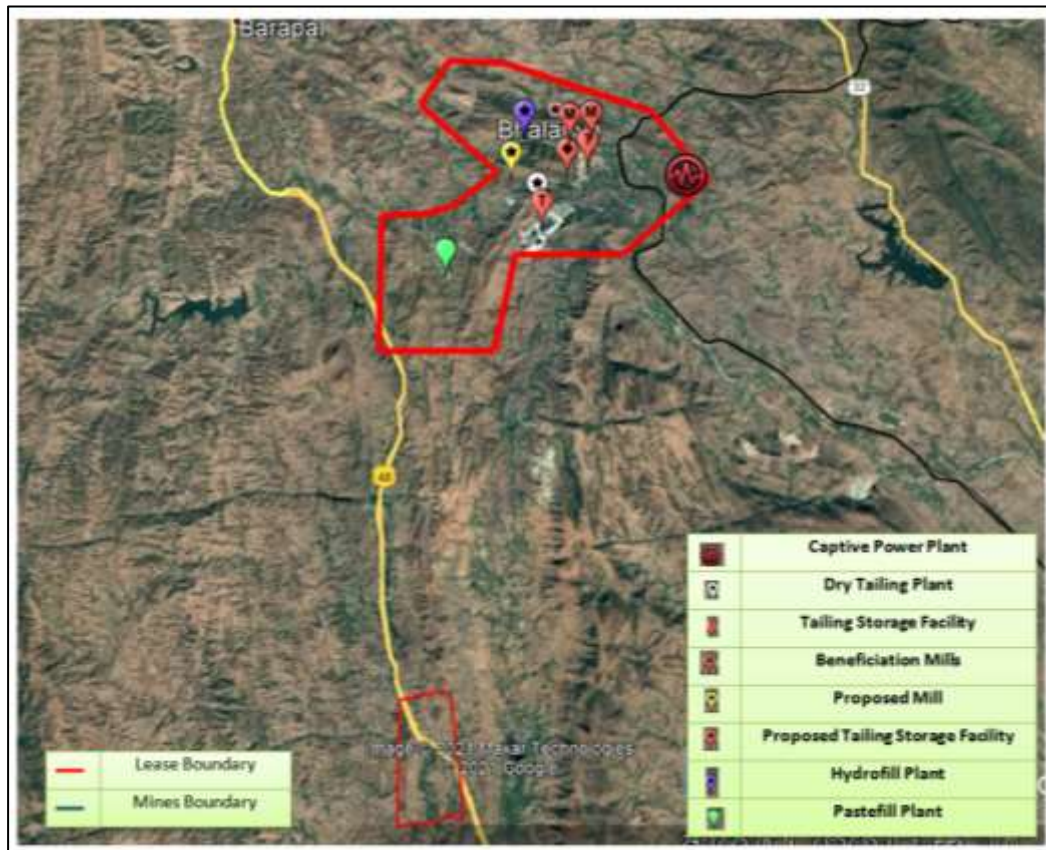 Barapal
32
48
Captive Power Plant
Dry Tailing Plant
Tailing Storage Facility
Beneficiation Mills
Proposed Mill
Proposed Tailing Storage Facility
Hydrofill Plant
Pastefill Plant
Lease Boundary
Mines Boundary
Technologies